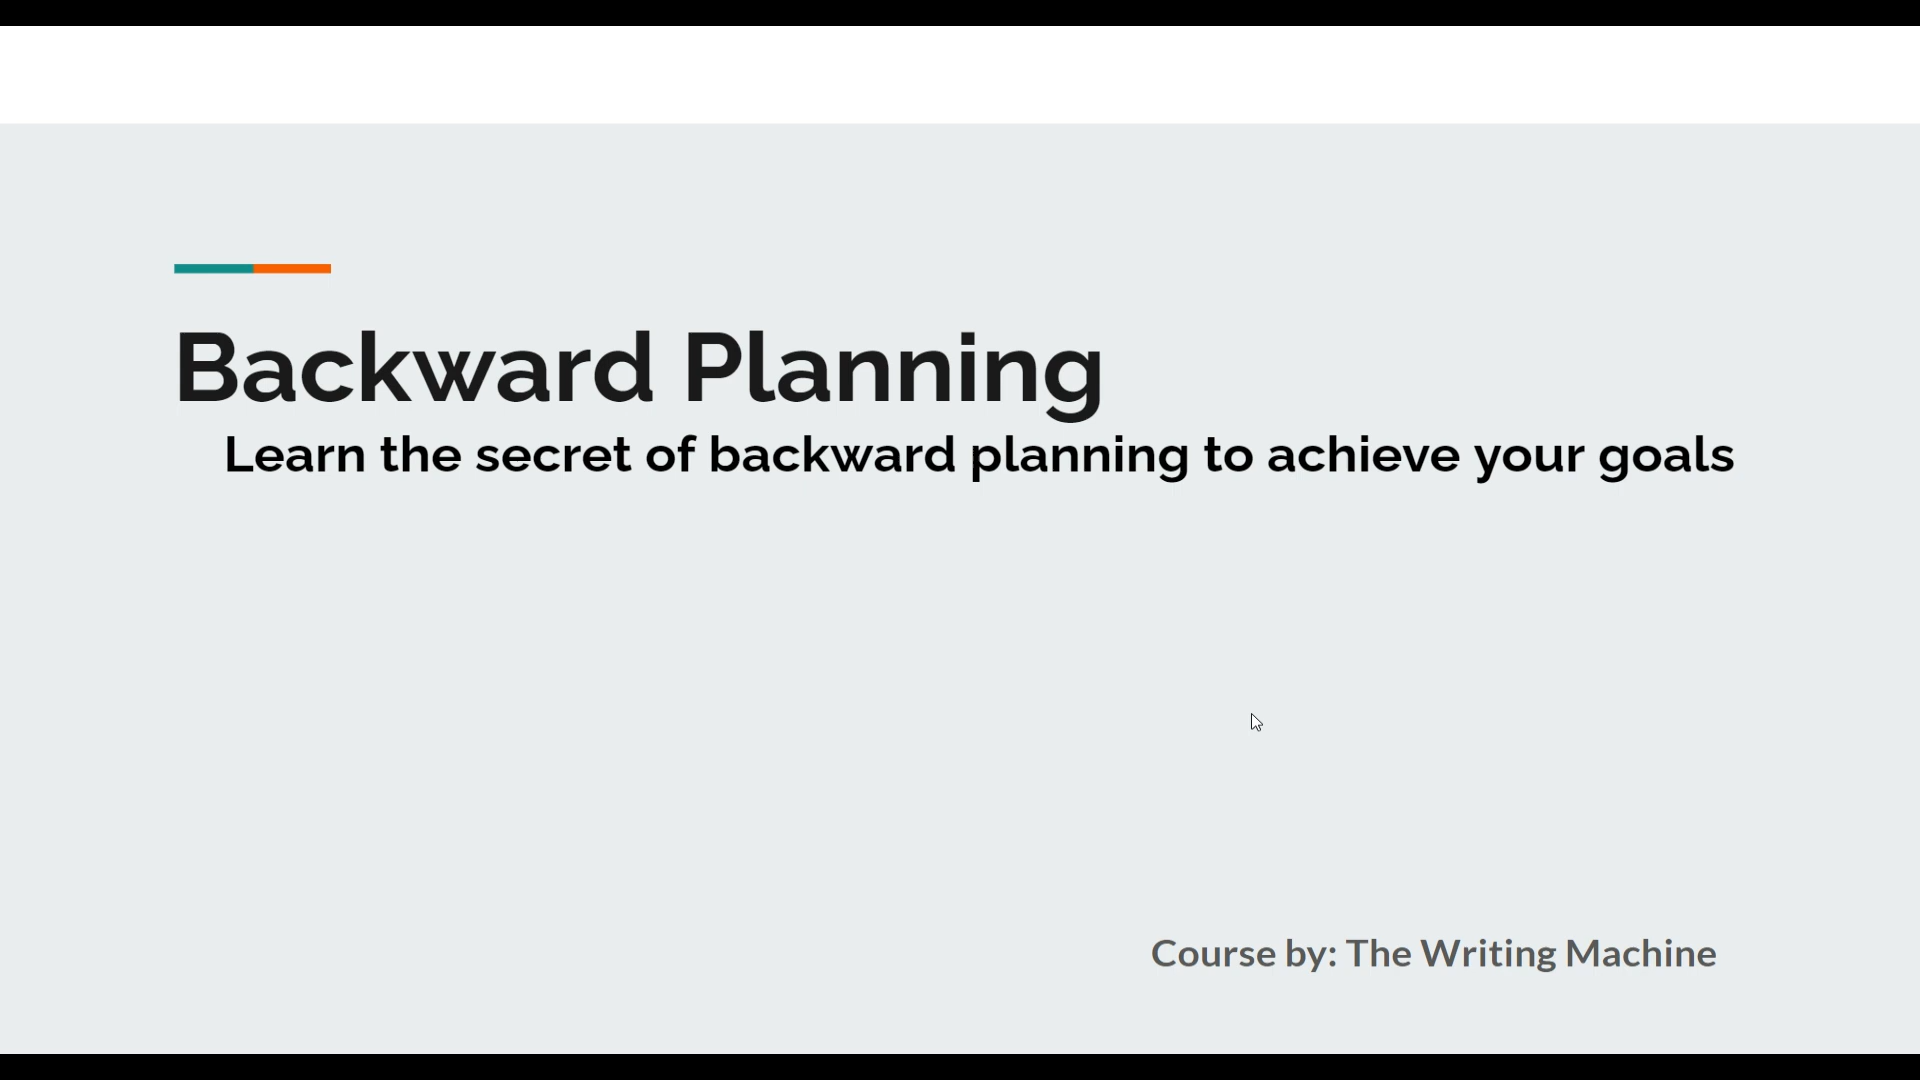 Backward Planning
Learn the secret of backward planning to achieve your goals
Course by: The Writing Machine